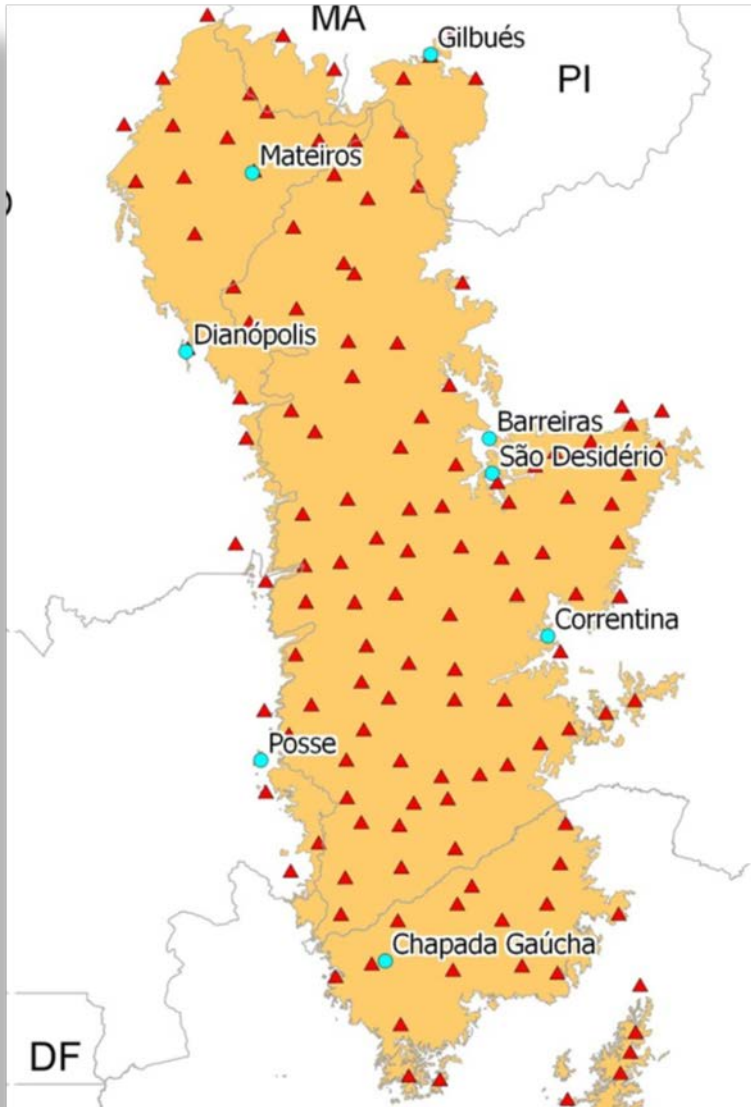 MA
Gilbués
PI
Mateiros
Dianópolis
Barreiras
São Desidério
Correntina
Posse
Chapada Gaúcha
DF